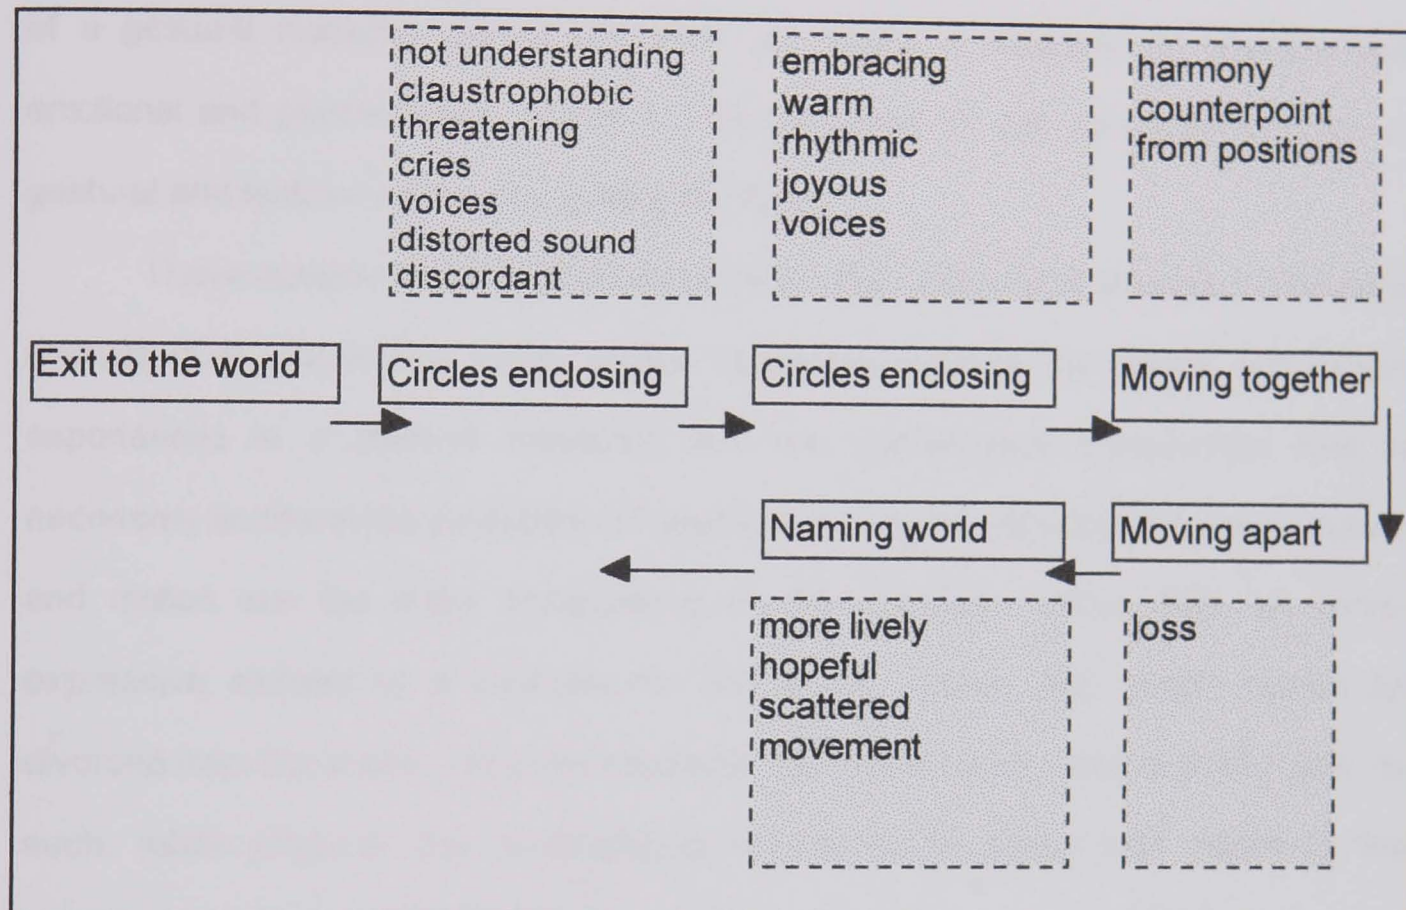 not understanding
claustrophobic
threatening
cries
voices
distorted sound
discordant
embracing
warm
rhythmic
joyous
voices
harmony
counterpoint
from positions
Exit to the world
Circles enclosing
Circles enclosing
Moving together
Naming world
Moving apart
more lively
hopeful
scattered
movement
loss